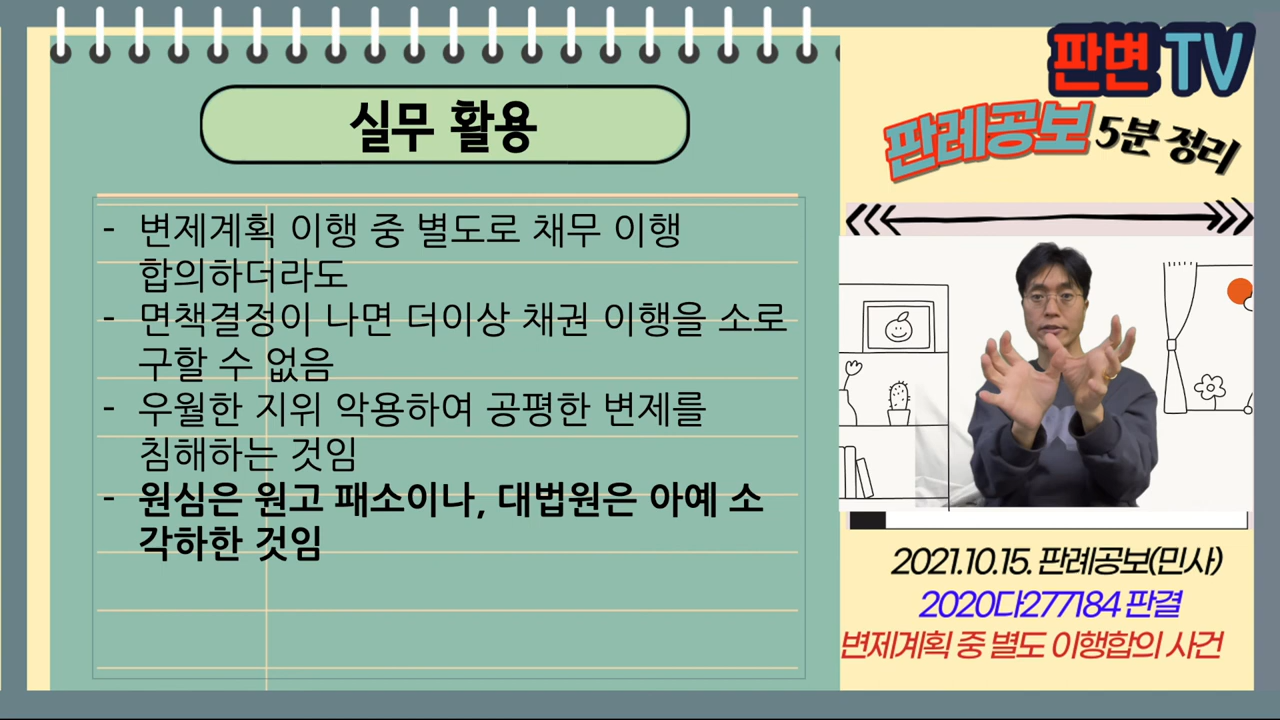 실무 활용
- 변제계획 이행 중 별도로 채무 이행
합의하더라도
- 면책결정이 나면 더이상 채권 이행을 소로
구할 수 없음
- 우월한 지위 악용하여 공평한 변제를
침해하는 것임
- 원심은 원고 패소이나, 대법원은 아예 소
각하한 것임
판변 TV
판례공보 5분 정리
2021.10.15. 판례공보(민사)
2020다277184 판결
변제계획 중 별도 이행합의 사건